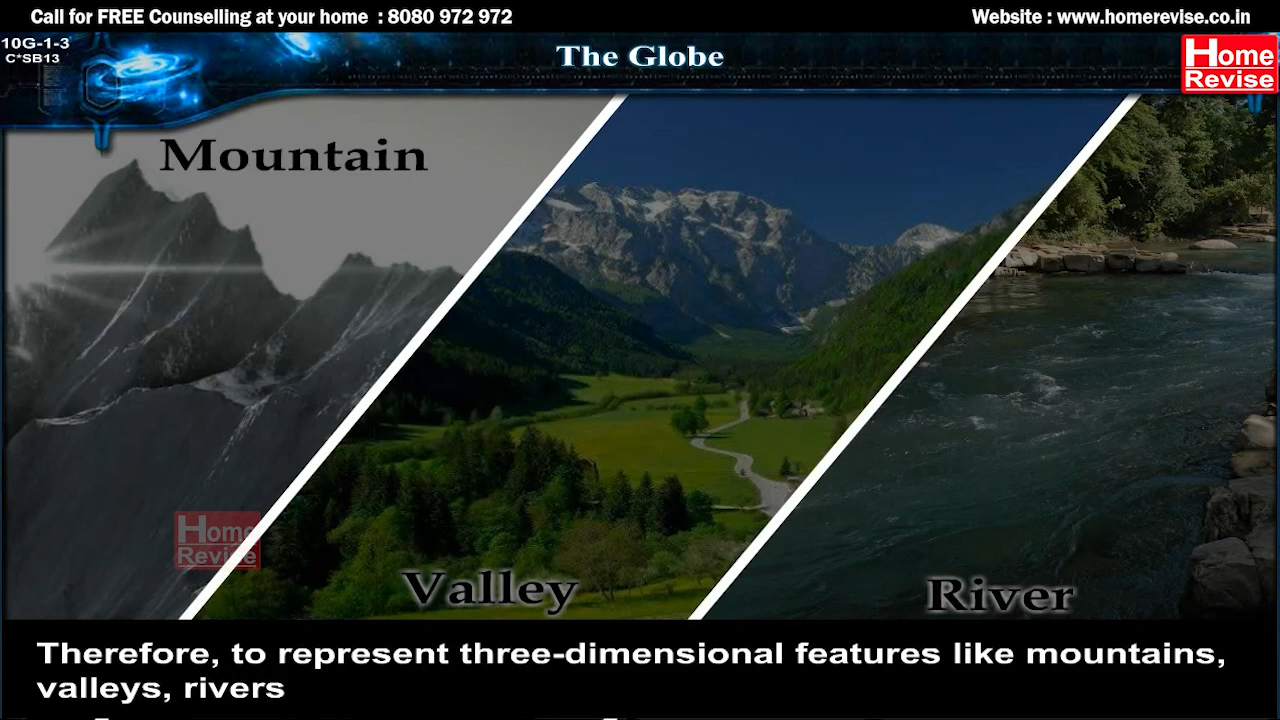 Call for FREE Counselling at your home : 8080 972 972
Website : www.homerevise.co.in
10G-1-3
C*SB13
The Globe
Home
Revise
Mountain
Home
Revise
Valley
River
Therefore, to represent three-dimensional features like mountains,
valleys, rivers